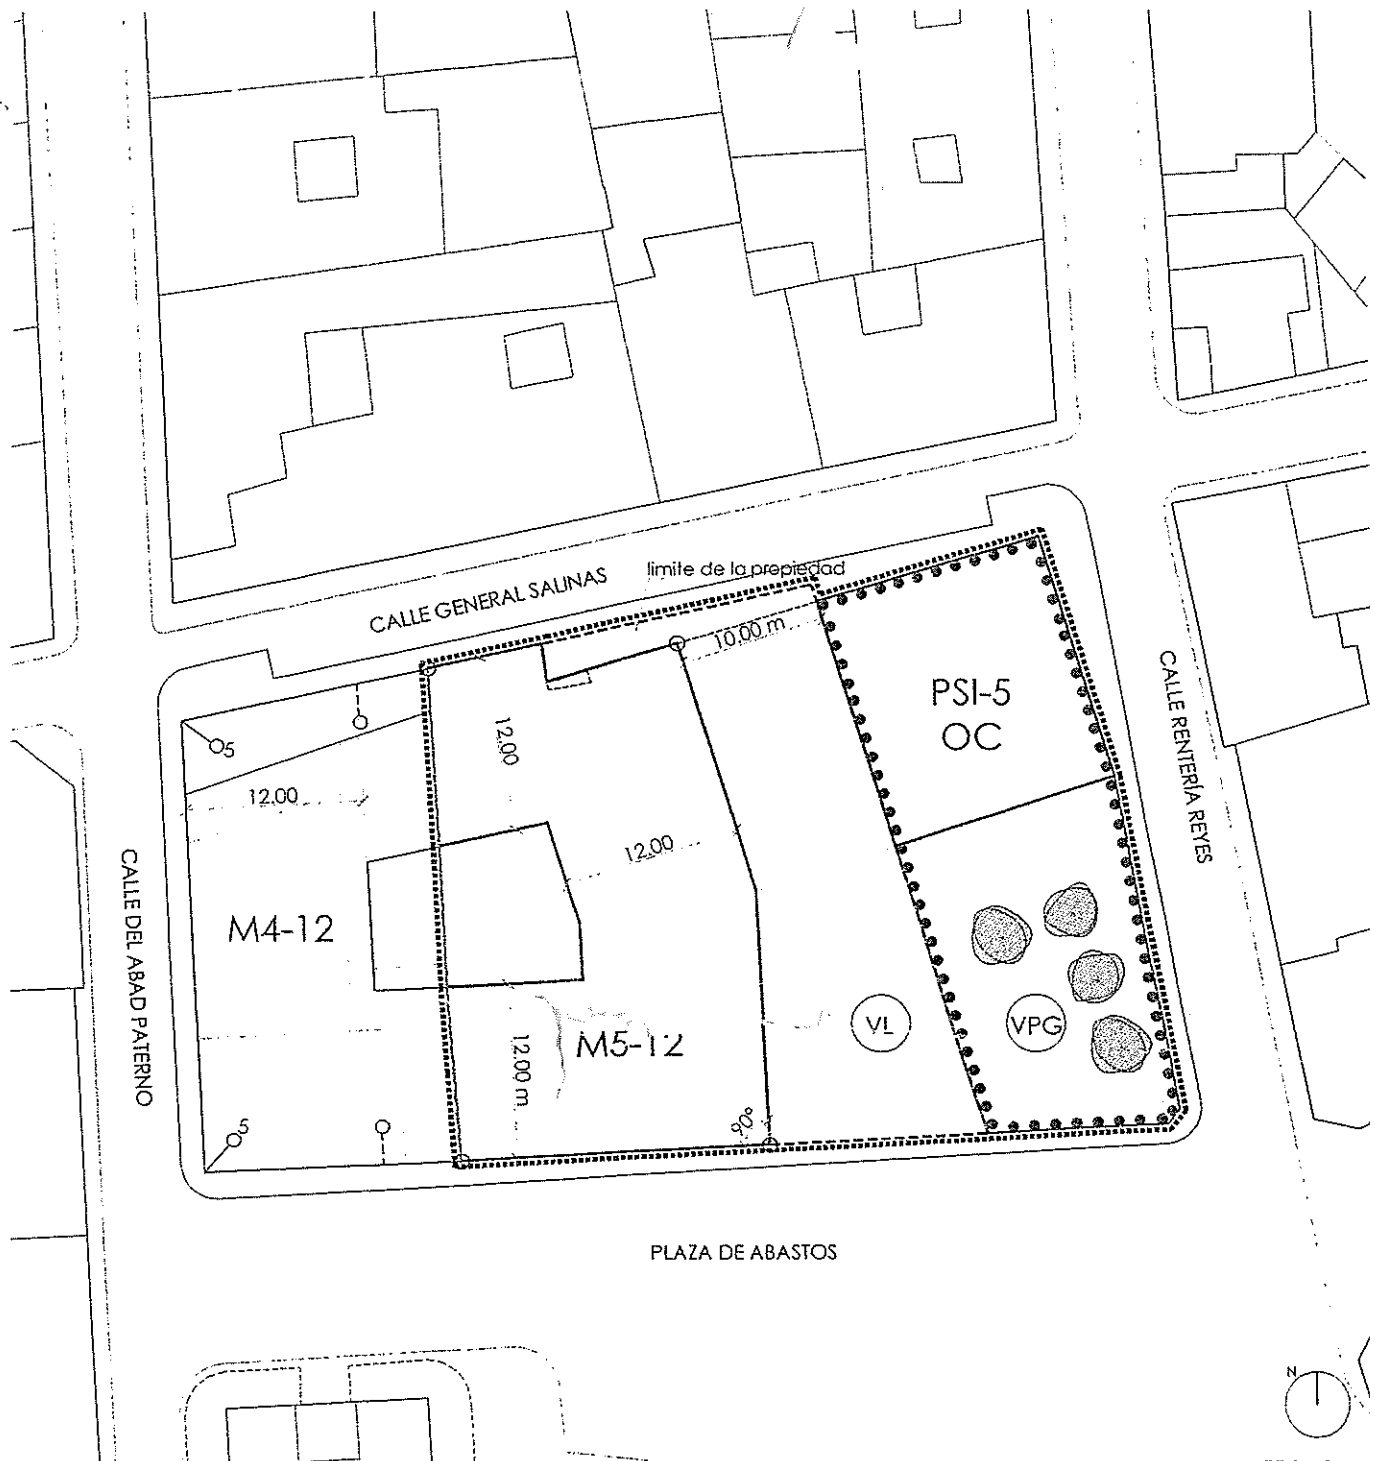 limite de la propiedad
CALLE GENERAL SALINAS
10,00 m
PSI-5
OC
CALLE RENTERÍA REYES
5
12.00
12.00
12.00
CALLE DEL ABAD PATERNO
M4-12
M5-12
12.00 m
VL
VPG
90°
5
PLAZA DE ABASTOS
N